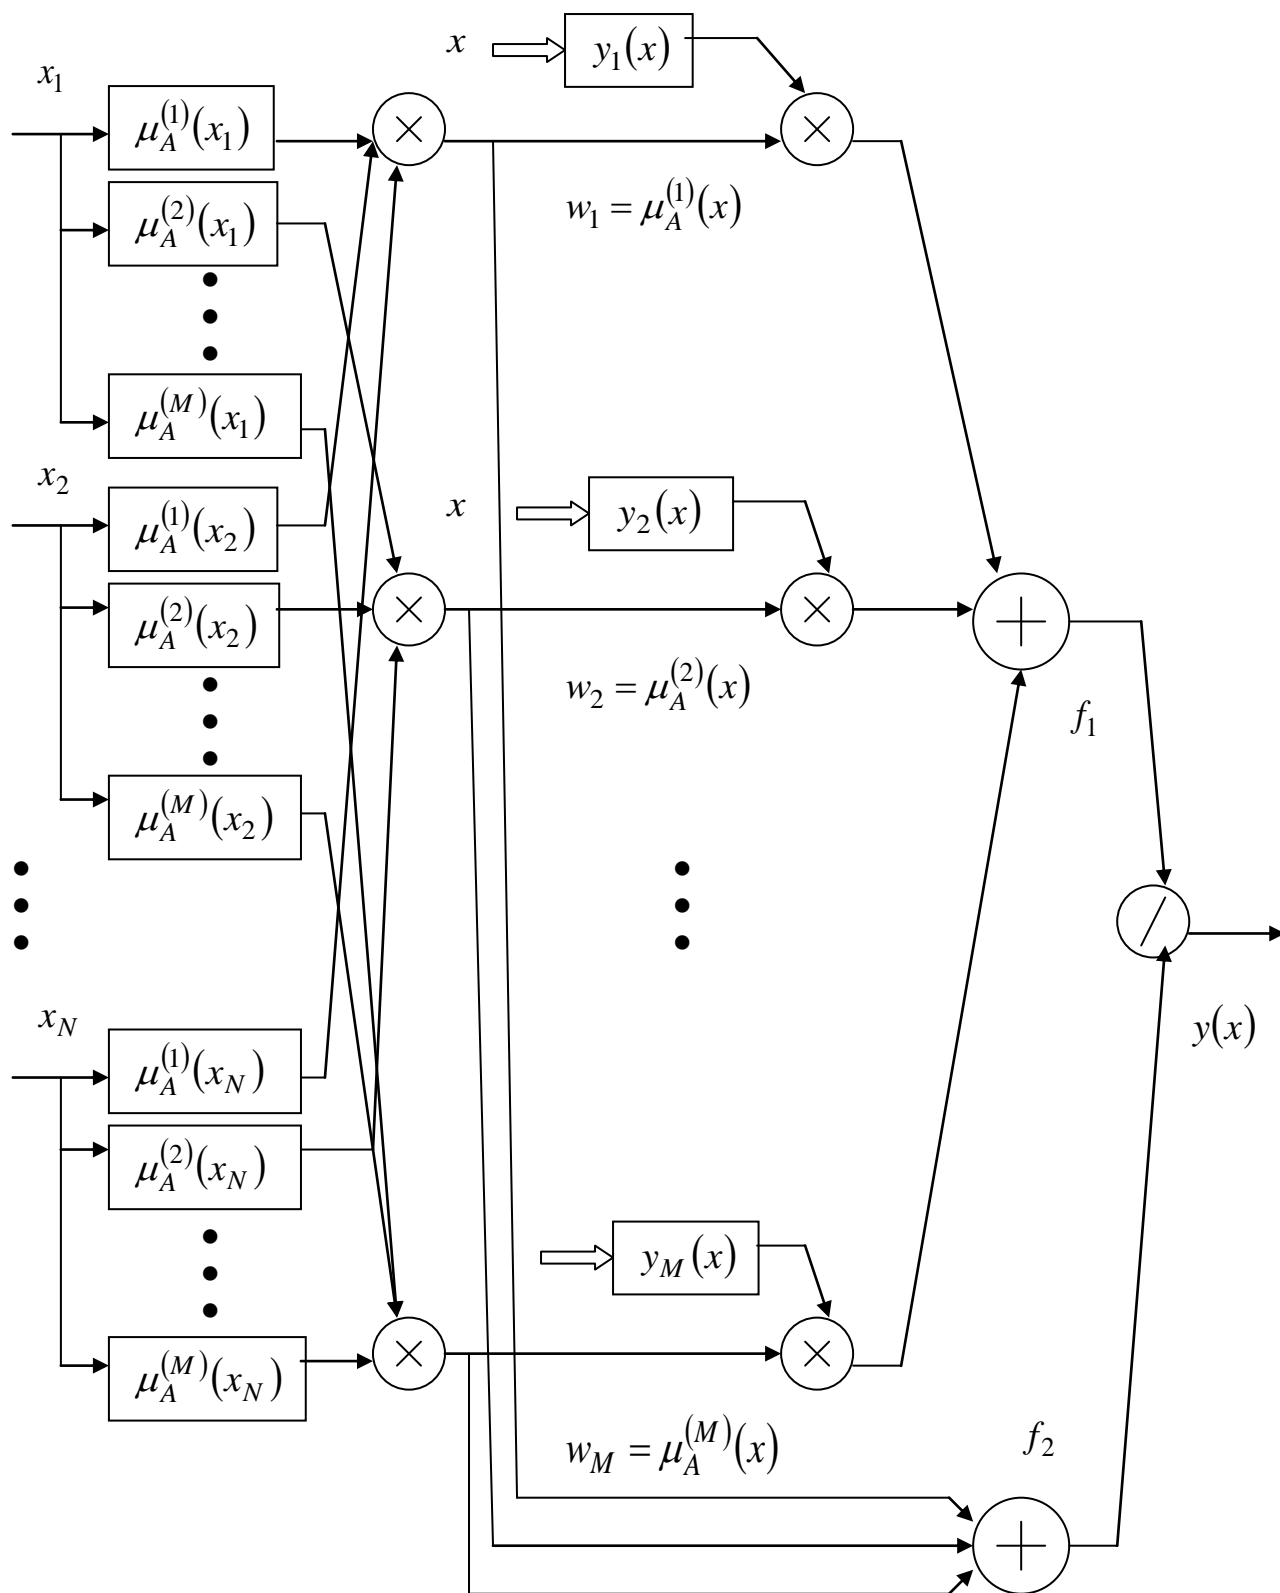 x
y₁(x)
x₁
μ_A^(1)(x₁)
w₁ = μ_A^(1)(x)
μ_A^(2)(x₁)
μ_A^(M)(x₁)
x₂
x
y₂(x)
μ_A^(1)(x₂)
μ_A^(2)(x₂)
w₂ = μ_A^(2)(x)
f₁
μ_A^(M)(x₂)
x_N
y(x)
μ_A^(1)(x_N)
μ_A^(2)(x_N)
y_M(x)
μ_A^(M)(x_N)
w_M = μ_A^(M)(x)
f₂